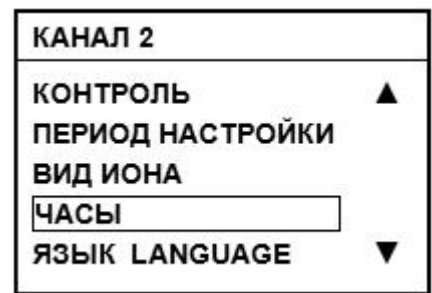 КАНАЛ 2
КОНТРОЛЬ
ПЕРИОД НАСТРОЙКИ
ВИД ИОНА
ЧАСЫ
ЯЗЫК LANGUAGE